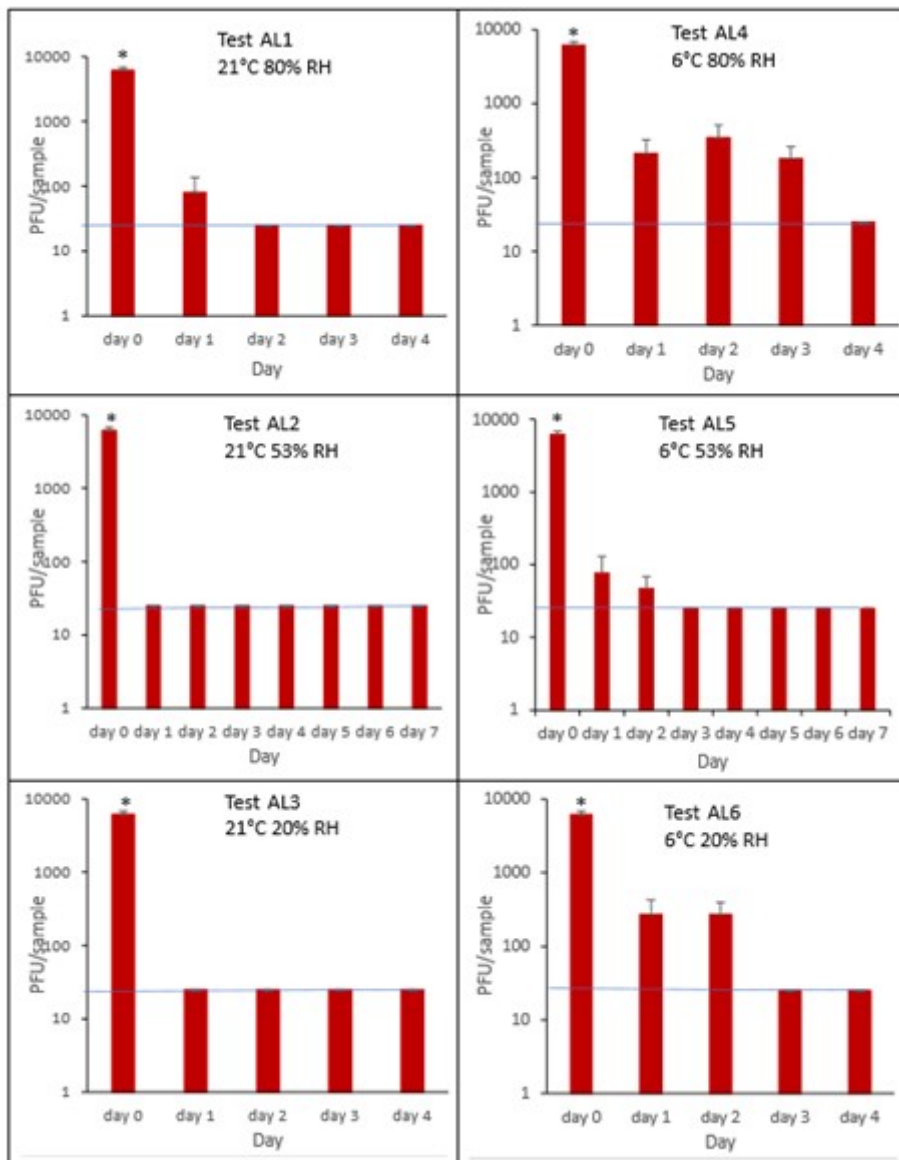 Test AL1
21°C 80% RH
*
PFU/sample
10000
1000
100
10
1
day 0 day 1 day 2 day 3 day 4
Day
Test AL4
6°C 80% RH
*
PFU/sample
10000
1000
100
10
1
day 0 day 1 day 2 day 3 day 4
Day
Test AL2
21°C 53% RH
*
PFU/sample
10000
1000
100
10
1
day 0 day 1 day 2 day 3 day 4 day 5 day 6 day 7
Day
Test AL5
6°C 53% RH
*
PFU/sample
10000
1000
100
10
1
day 0 day 1 day 2 day 3 day 4 day 5 day 6 day 7
Day
Test AL3
21°C 20% RH
*
PFU/sample
10000
1000
100
10
1
day 0 day 1 day 2 day 3 day 4
Day
Test AL6
6°C 20% RH
*
PFU/sample
10000
1000
100
10
1
day 0 day 1 day 2 day 3 day 4
Day